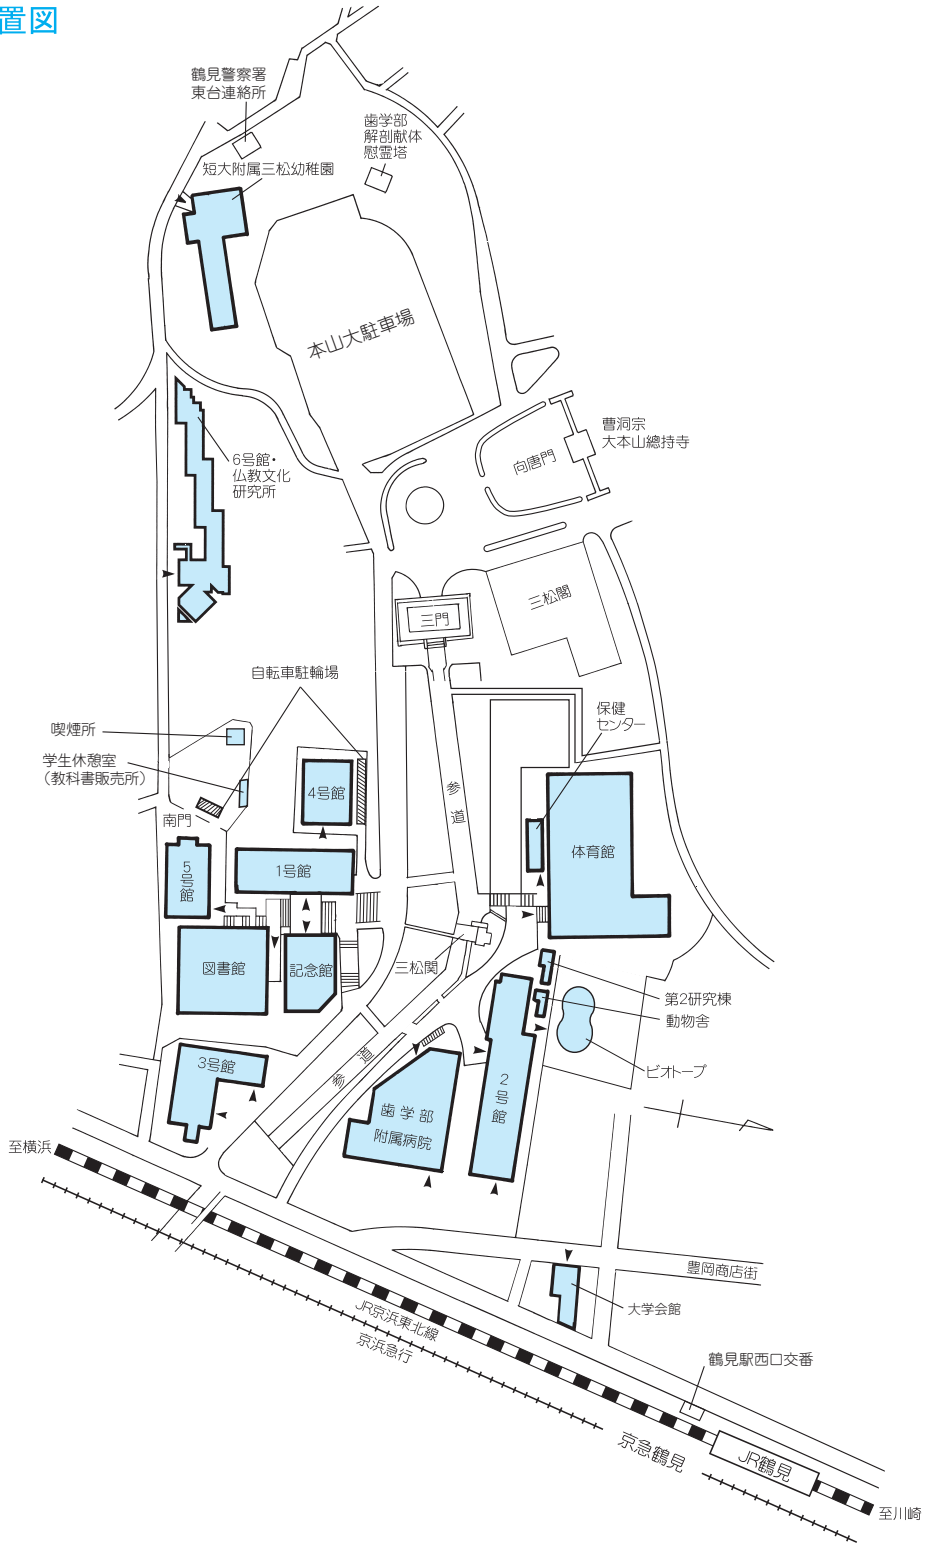 置図
鶴見警察署
東台連絡所
歯学部
解剖献体
慰霊塔
短大附属三松幼稚園
本山大駐車場
曹洞宗
大本山總持寺
向唐門
6号館・
仏教文化
研究所
三松閣
三門
自転車駐輪場
保健
センター
喫煙所
学生休憩室
（教科書販売所）
4号館
参道
南門
体育館
5号館
1号館
図書館
記念館
三松関
第2研究棟
動物舎
3号館
参道
2号館
ビオトープ
歯学部
附属病院
至横浜
豊岡商店街
大学会館
JR京浜東北線
京浜急行
鶴見駅西口交番
京急鶴見
JR鶴見
至川崎